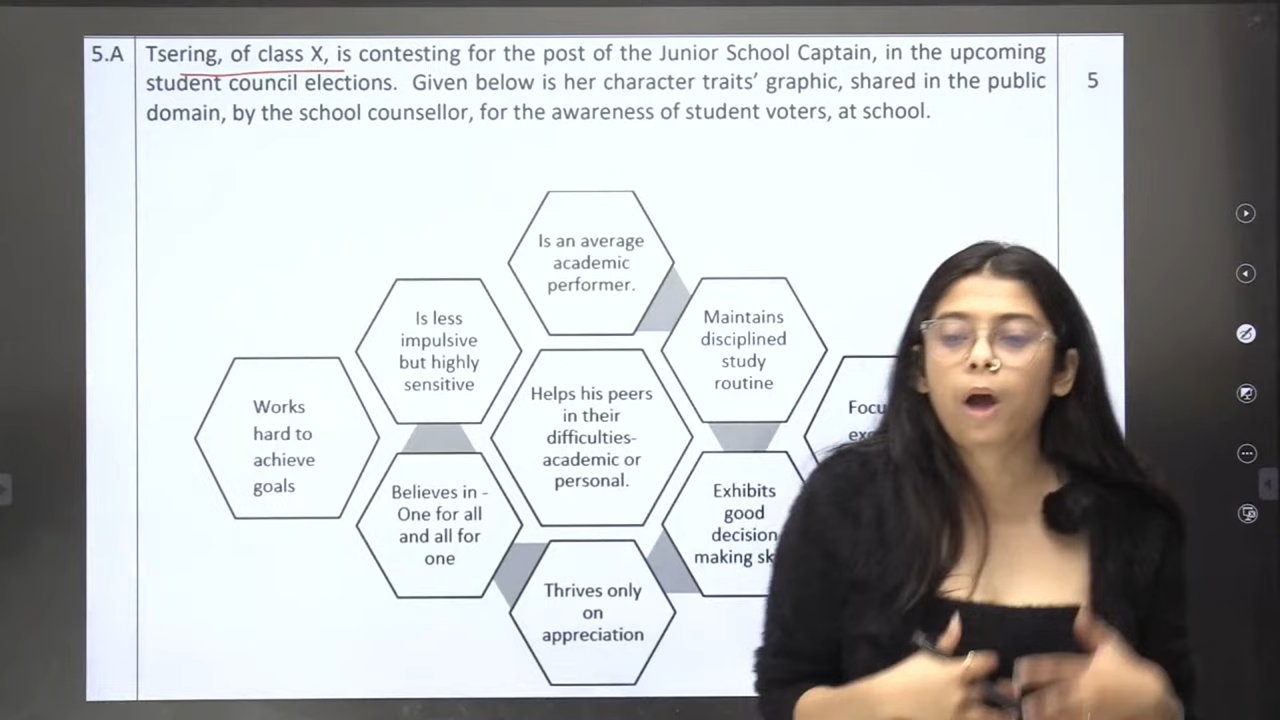 5.A
Tsering, of class X, is contesting for the post of the Junior School Captain, in the upcoming
student council elections. Given below is her character traits' graphic, shared in the public
domain, by the school counsellor, for the awareness of student voters, at school.
5
Is an average
academic
performer.
Is less
impulsive
but highly
sensitive
Maintains
disciplined
study
routine
Works
hard to
achieve
goals
Helps his peers
in their
difficulties-
academic or
personal.
Believes in -
One for all
and all for
one
Exhibits
good
decision
making
Thrives only
on
appreciation